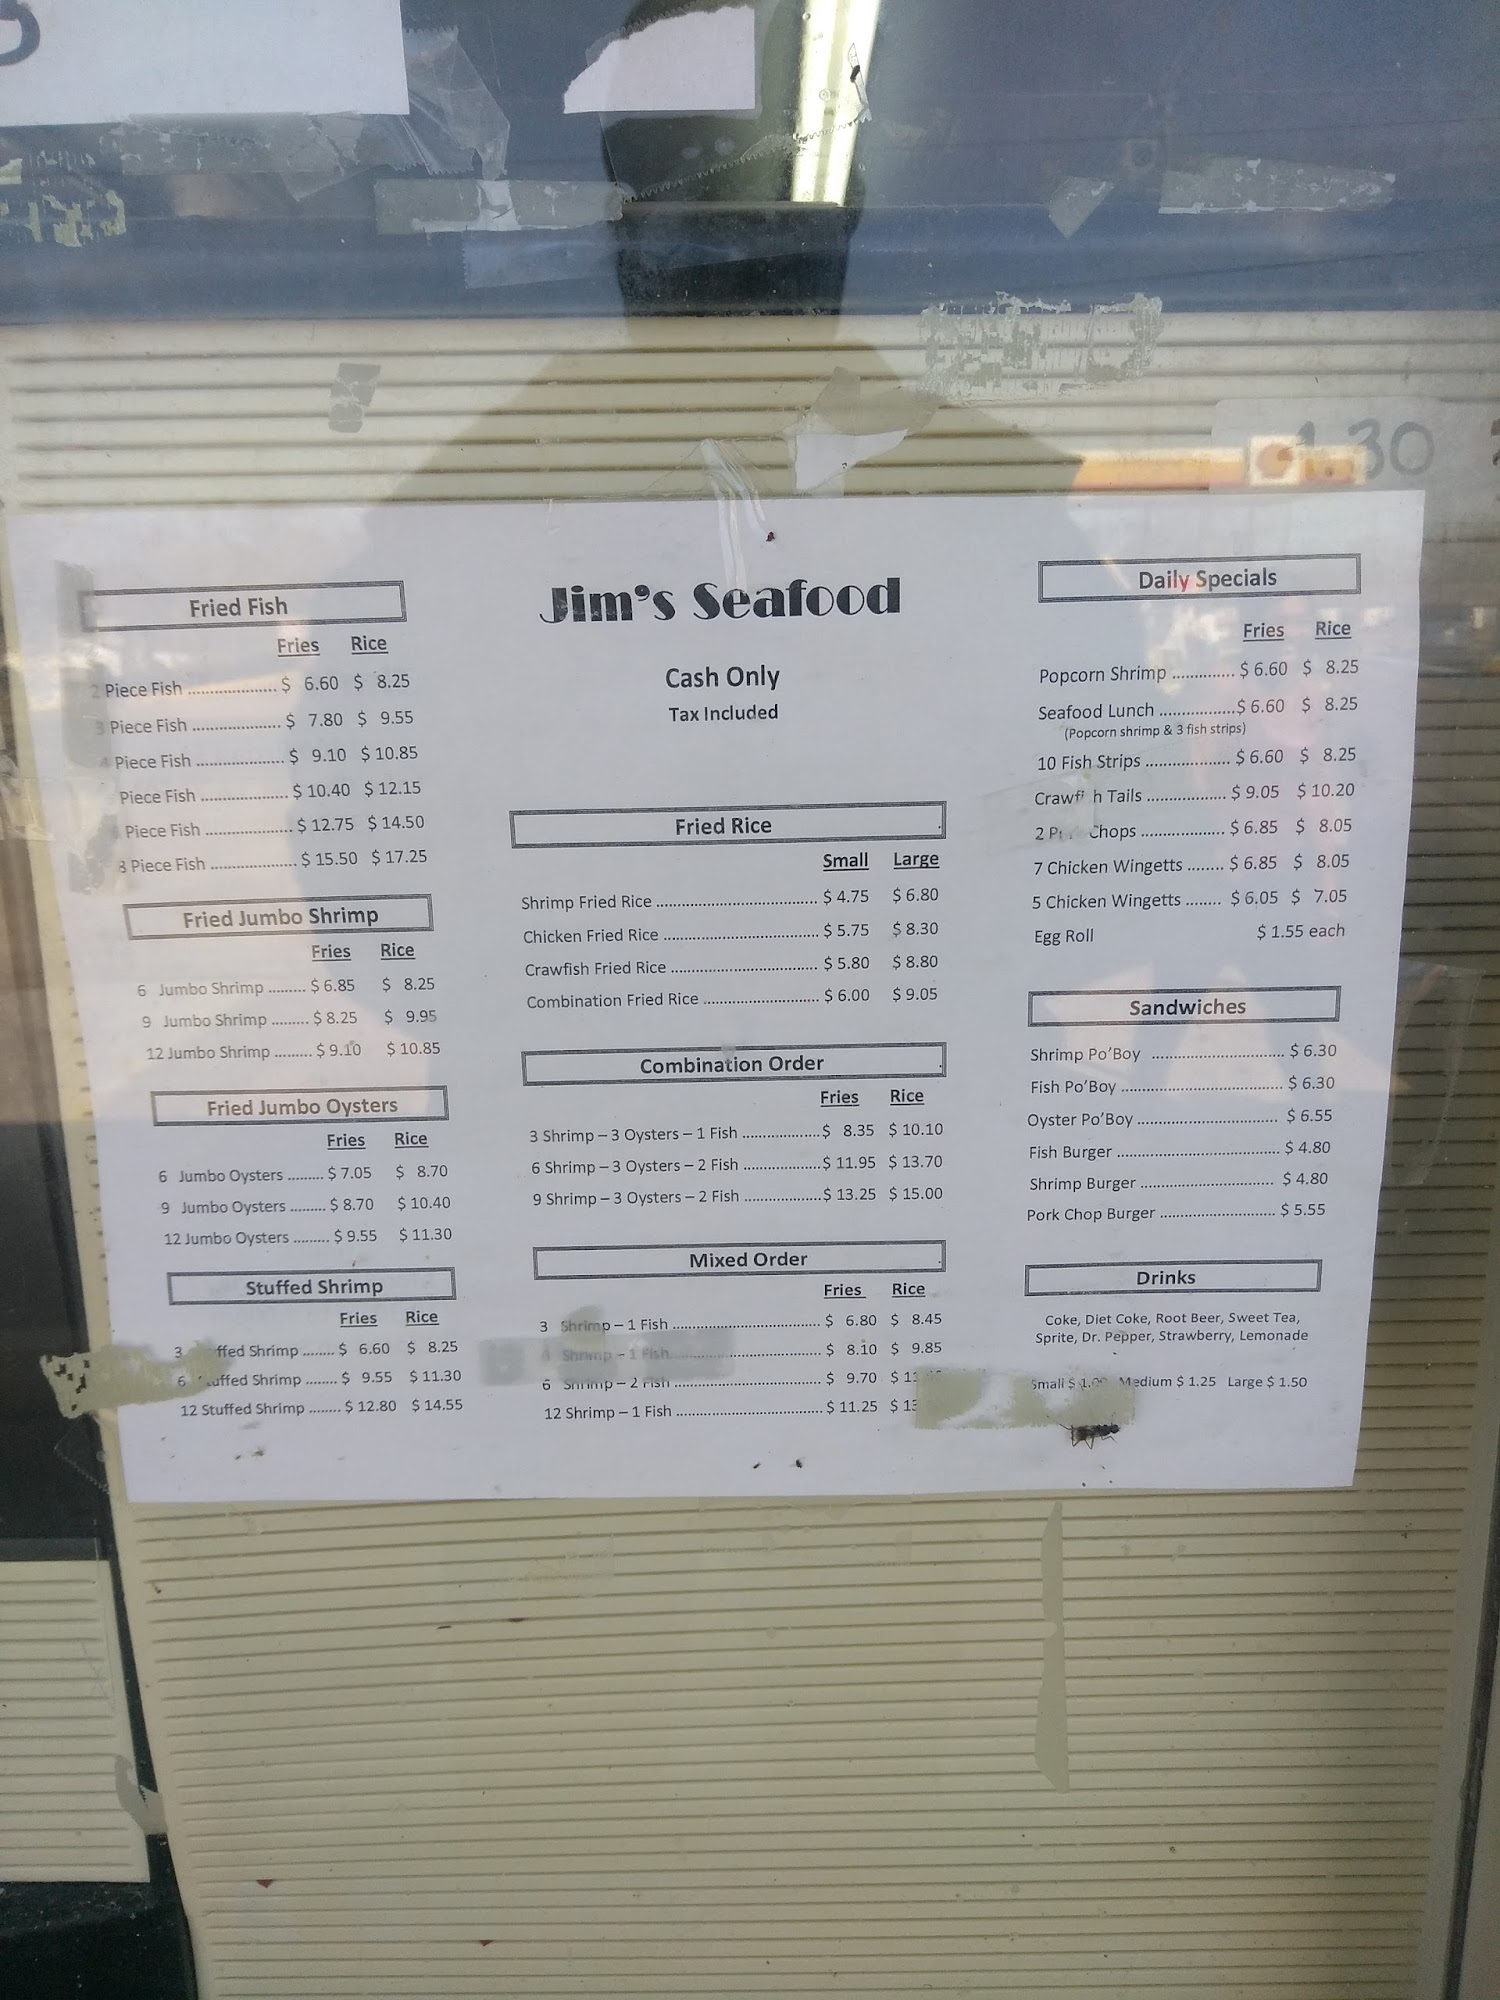 .30
Jim's Seafood
Cash Only
Tax Included
Fried Fish
Fries Rice
2 Piece Fish ..................... $ 6.60 $ 8.25
3 Piece Fish ..................... $ 7.80 $ 9.55
4 Piece Fish ..................... $ 9.10 $ 10.85
Piece Fish ..................... $ 10.40 $ 12.15
Piece Fish ..................... $ 12.75 $ 14.50
8 Piece Fish ..................... $ 15.50 $ 17.25
Fried Jumbo Shrimp
Fries Rice
6 Jumbo Shrimp ......... $ 6.85 $ 8.25
9 Jumbo Shrimp ......... $ 8.25 $ 9.95
12 Jumbo Shrimp ......... $ 9.10 $ 10.85
Fried Jumbo Oysters
Fries Rice
6 Jumbo Oysters ......... $ 7.05 $ 8.70
9 Jumbo Oysters ......... $ 8.70 $ 10.40
12 Jumbo Oysters ......... $ 9.55 $ 11.30
Stuffed Shrimp
Fries Rice
3 Shrimp ....... $ 6.60 $ 8.25
6 Shrimp ....... $ 9.55 $ 11.30
12 Stuffed Shrimp ....... $ 12.80 $ 14.55
Fried Rice
Small Large
Shrimp Fried Rice ..................................... $ 4.75 $ 6.80
Chicken Fried Rice ................................... $ 5.75 $ 8.30
Crawfish Fried Rice .................................. $ 5.80 $ 8.80
Combination Fried Rice ........................... $ 6.00 $ 9.05
Combination Order
Fries Rice
3 Shrimp – 3 Oysters – 1 Fish ...................$ 8.35 $ 10.10
6 Shrimp – 3 Oysters – 2 Fish ..................$ 11.95 $ 13.70
9 Shrimp – 3 Oysters – 2 Fish ..................$ 13.25 $ 15.00
Mixed Order
Fries Rice
3 Shrimp – 1 Fish .................................. $ 6.80 $ 8.45
Shrimp – 1 Fish.................................. $ 8.10 $ 9.85
6 Shrimp – 2 Fish .................................. $ 9.70
12 Shrimp – 1 Fish .................................. $ 11.25
Daily Specials
Fries Rice
Popcorn Shrimp .............. $ 6.60 $ 8.25
Seafood Lunch .................$ 6.60 $ 8.25
(Popcorn shrimp & 3 fish strips)
10 Fish Strips ................... $ 6.60 $ 8.25
Crawfish Tails .................. $ 9.05 $ 10.20
2 Chops ................... $ 6.85 $ 8.05
7 Chicken Wingetts ........ $ 6.85 $ 8.05
5 Chicken Wingetts ........ $ 6.05 $ 7.05
Egg Roll $ 1.55 each
Sandwiches
Shrimp Po'Boy .............................. $ 6.30
Fish Po'Boy ..................................... $ 6.30
Oyster Po'Boy ................................ $ 6.55
Fish Burger ..................................... $ 4.80
Shrimp Burger .............................. $ 4.80
Pork Chop Burger .......................... $ 5.55
Drinks
Coke, Diet Coke, Root Beer, Sweet Tea,
Sprite, Dr. Pepper, Strawberry, Lemonade
Small $ Medium $ 1.25 Large $ 1.50